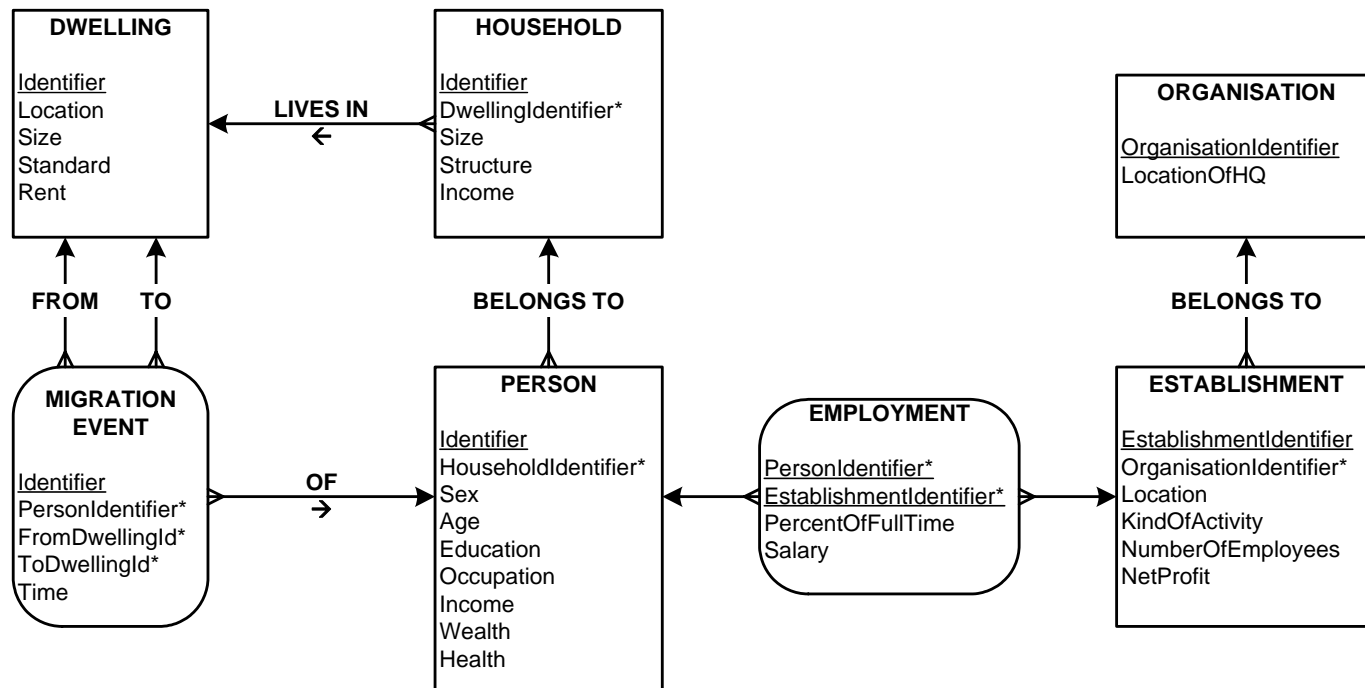 DWELLING
Identifier
Location
Size
Standard
Rent
LIVES IN
←
HOUSEHOLD
Identifier
DwellingIdentifier*
Size
Structure
Income
ORGANISATION
OrganisationIdentifier
LocationOfHQ
FROM
TO
BELONGS TO
BELONGS TO
MIGRATION
EVENT
Identifier
PersonIdentifier*
FromDwellingId*
ToDwellingId*
Time
OF
→
PERSON
Identifier
HouseholdIdentifier*
Sex
Age
Education
Occupation
Income
Wealth
Health
EMPLOYMENT
PersonIdentifier*
EstablishmentIdentifier*
PercentOfFullTime
Salary
ESTABLISHMENT
EstablishmentIdentifier
OrganisationIdentifier*
Location
KindOfActivity
NumberOfEmployees
NetProfit